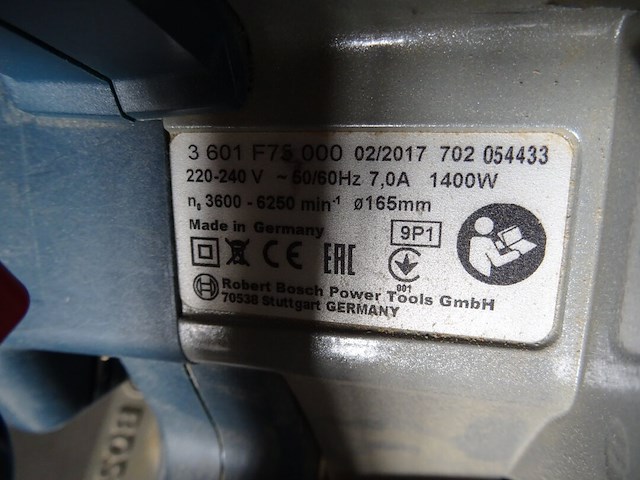 3 601 F75 000 02/2017 702 054433
220-240 V ~ 50/60Hz 7,0A 1400W
n₀ 3600 - 6250 min⁻¹ ø165mm
Made in Germany
9P1
CE EAC
001
Robert Bosch Power Tools GmbH
70538 Stuttgart GERMANY